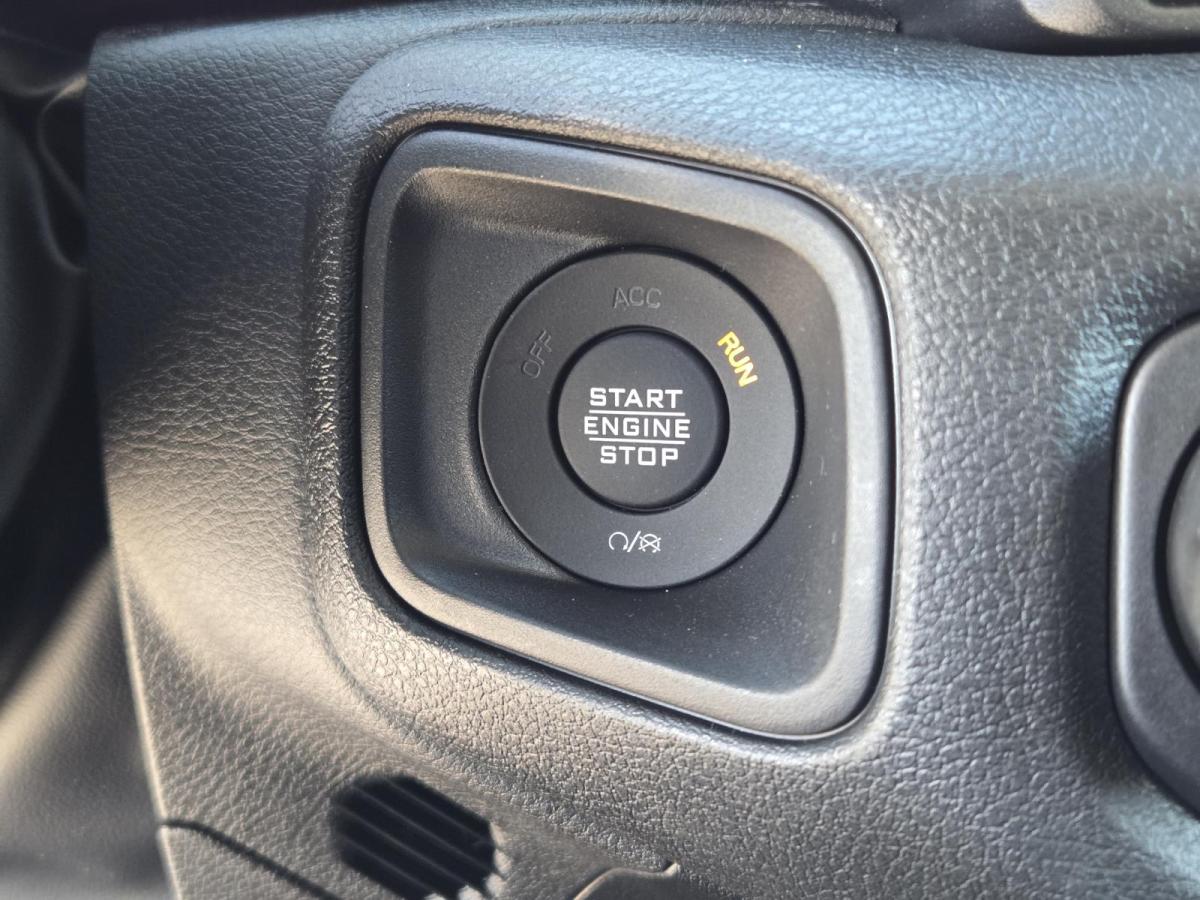 OFF
ACC
RUN
START
ENGINE
STOP